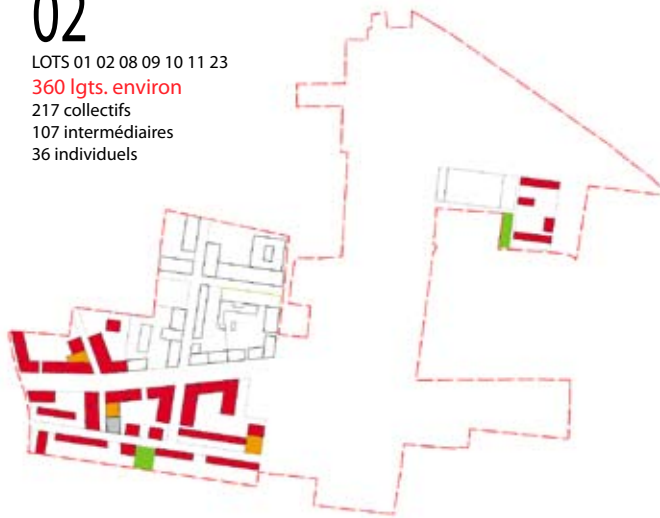 02
LOTS 01 02 08 09 10 11 23
360 lgts. environ
217 collectifs
107 intermédiaires
36 individuels